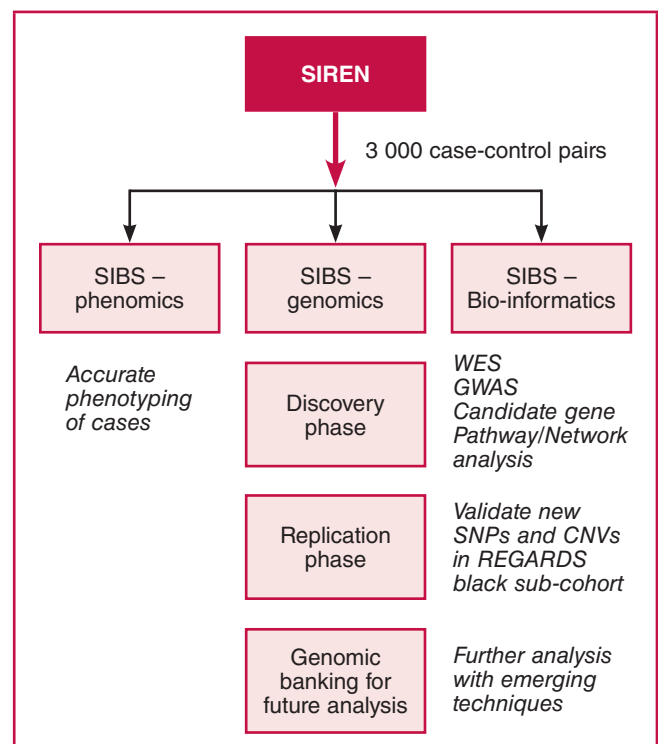 SIREN
3 000 case-control pairs
SIBS –
phenomics
SIBS –
genomics
SIBS –
Bio-informatics
Accurate
phenotyping
of cases
Discovery
phase
WES
GWAS
Candidate gene
Pathway/Network
analysis
Replication
phase
Validate new
SNPs and CNVs
in REGARDS
black sub-cohort
Genomic
banking for
future analysis
Further analysis
with emerging
techniques